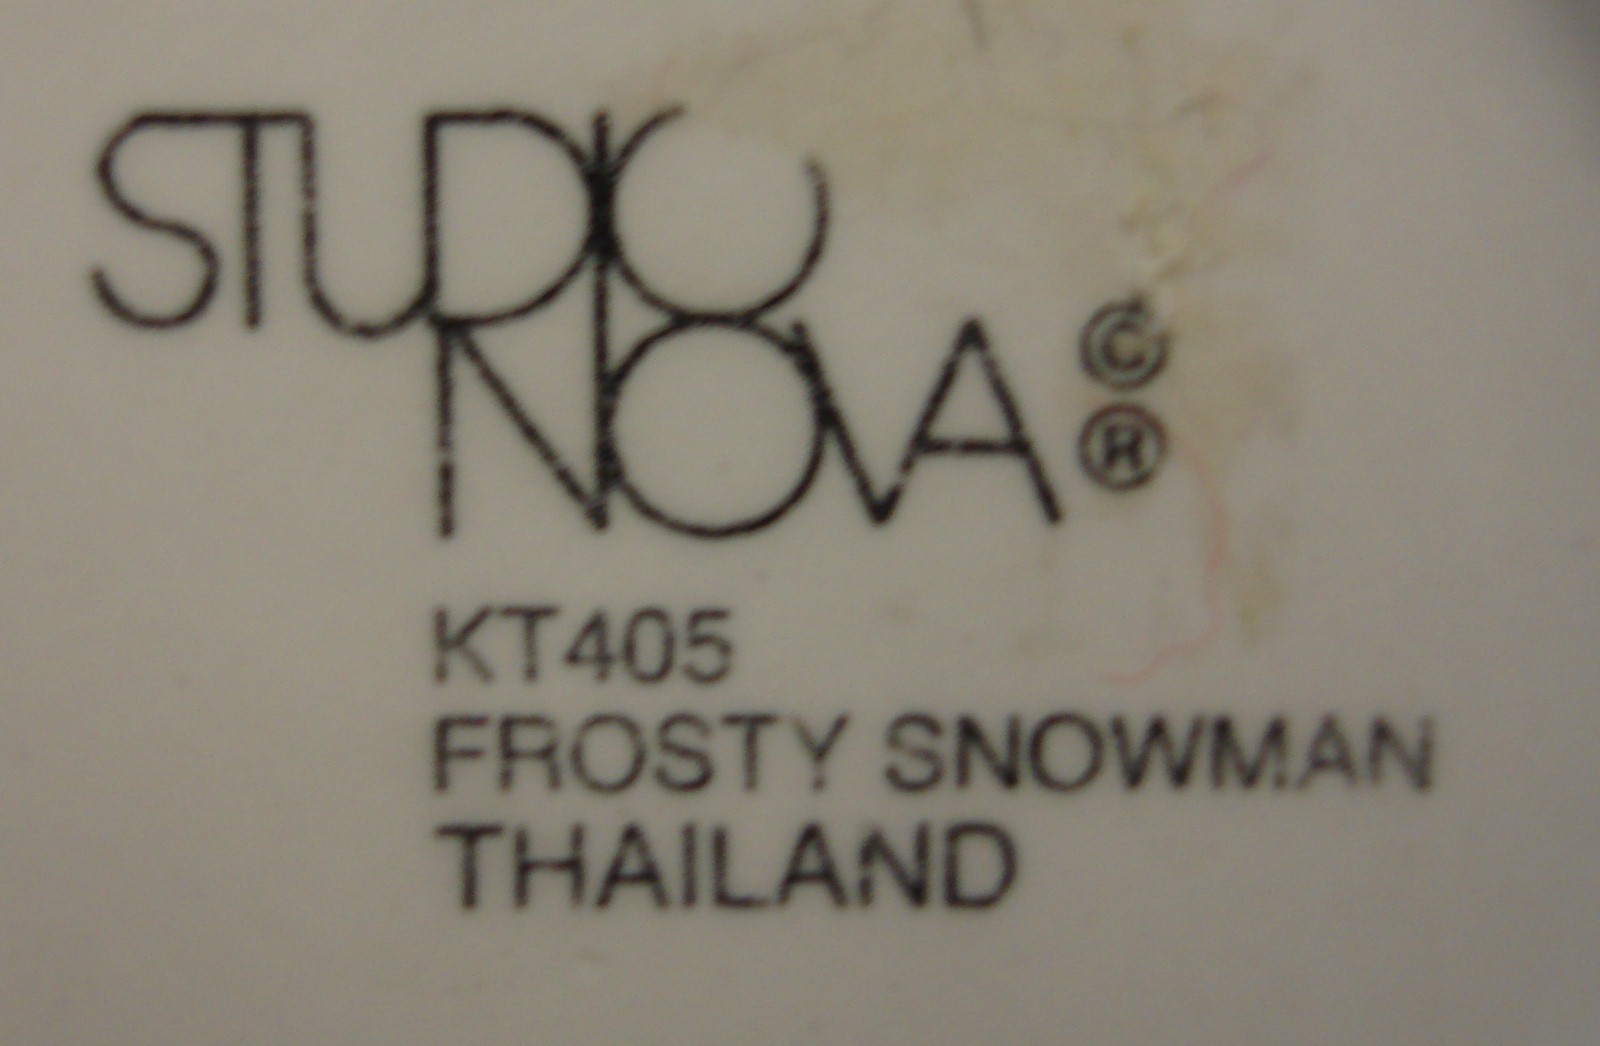 STUDIO
NOVA ©
®
KT405
FROSTY SNOWMAN
THAILAND